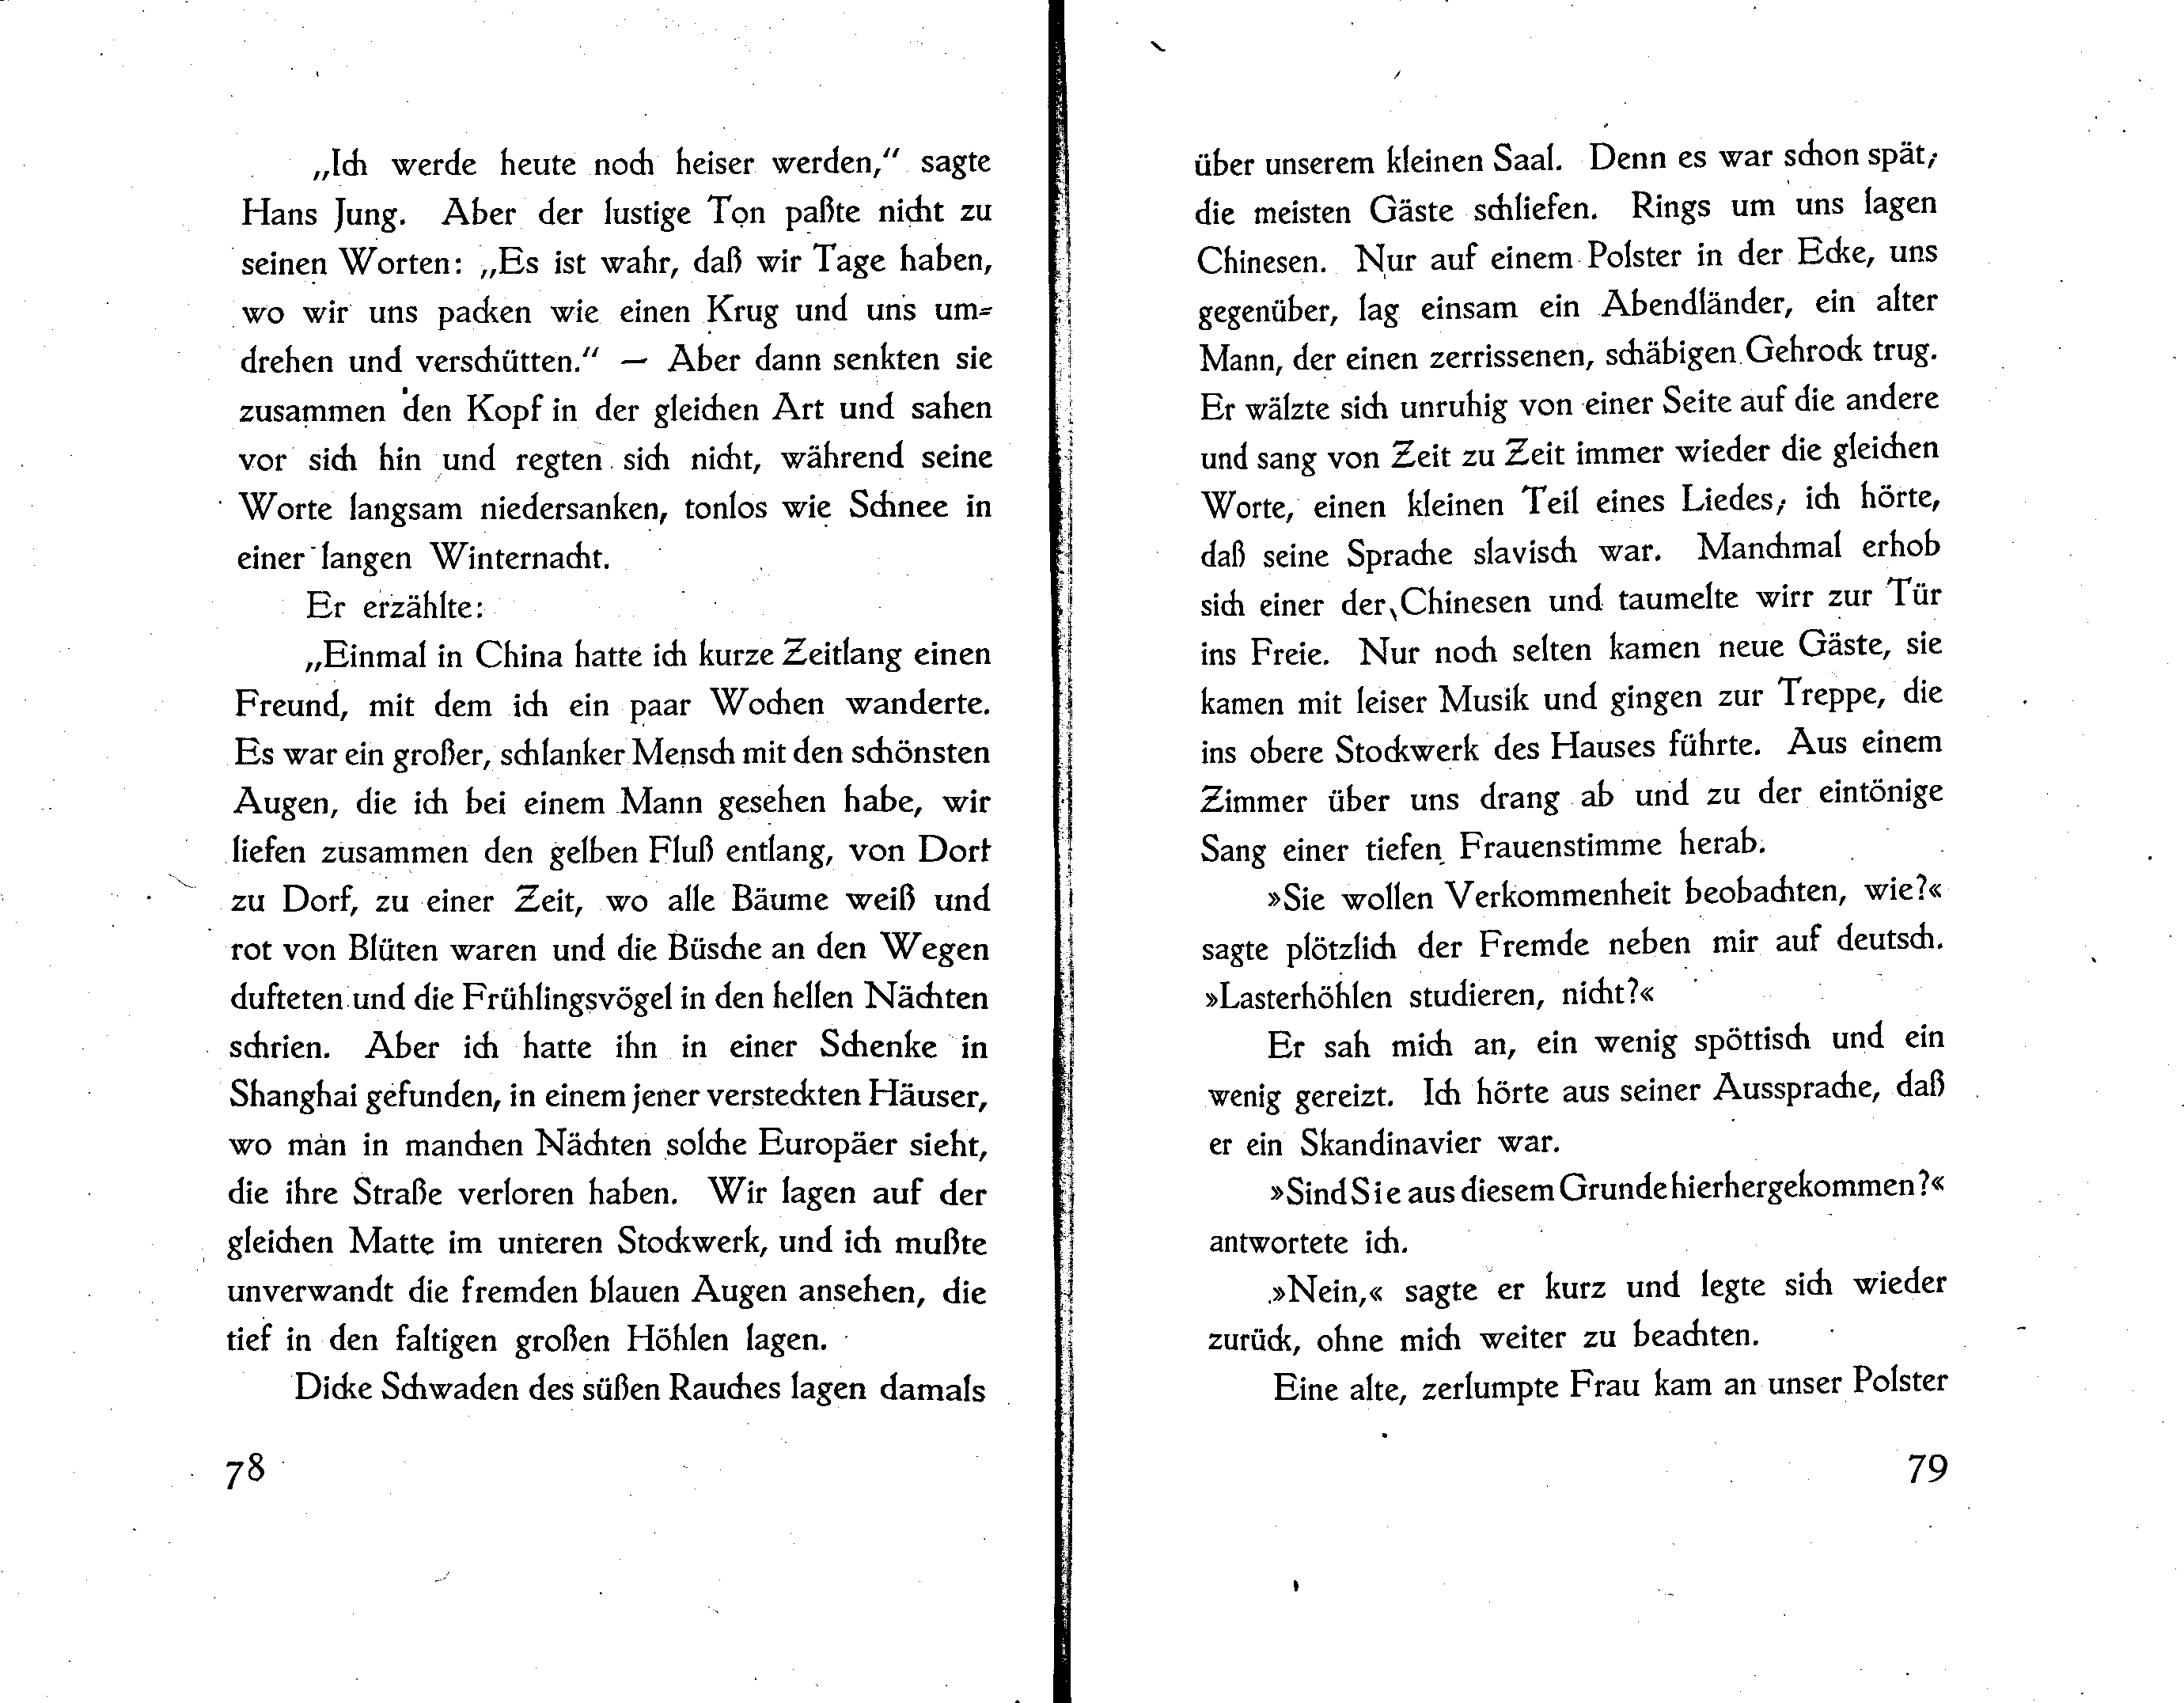 „Ich werde heute noch heiser werden,“ sagte
Hans Jung. Aber der lustige Ton paßte nicht zu
seinen Worten: „Es ist wahr, daß wir Tage haben,
wo wir uns packen wie einen Krug und uns um-
drehen und verschütten.“ — Aber dann senkten sie
zusammen den Kopf in der gleichen Art und sahen
vor sich hin und regten sich nicht, während seine
Worte langsam niedersanken, tonlos wie Schnee in
einer langen Winternacht.
Er erzählte:
„Einmal in China hatte ich kurze Zeitlang einen
Freund, mit dem ich ein paar Wochen wanderte.
Es war ein großer, schlanker Mensch mit den schönsten
Augen, die ich bei einem Mann gesehen habe, wir
liefen zusammen den gelben Fluß entlang, von Dorf
zu Dorf, zu einer Zeit, wo alle Bäume weiß und
rot von Blüten waren und die Büsche an den Wegen
dufteten und die Frühlingsvögel in den hellen Nächten
schrien. Aber ich hatte ihn in einer Schenke in
Shanghai gefunden, in einem jener versteckten Häuser,
wo man in manchen Nächten solche Europäer sieht,
die ihre Straße verloren haben. Wir lagen auf der
gleichen Matte im unteren Stockwerk, und ich mußte
unverwandt die fremden blauen Augen ansehen, die
tief in den faltigen großen Höhlen lagen.
Dicke Schwaden des süßen Rauches lagen damals
78
über unserem kleinen Saal. Denn es war schon spät;
die meisten Gäste schliefen. Rings um uns lagen
Chinesen. Nur auf einem Polster in der Ecke, uns
gegenüber, lag einsam ein Abendländer, ein alter
Mann, der einen zerrissenen, schäbigen Gehrock trug.
Er wälzte sich unruhig von einer Seite auf die andere
und sang von Zeit zu Zeit immer wieder die gleichen
Worte, einen kleinen Teil eines Liedes; ich hörte,
daß seine Sprache slavisch war. Manchmal erhob
sich einer der Chinesen und taumelte wirr zur Tür
ins Freie. Nur noch selten kamen neue Gäste, sie
kamen mit leiser Musik und gingen zur Treppe, die
ins obere Stockwerk des Hauses führte. Aus einem
Zimmer über uns drang ab und zu der eintönige
Sang einer tiefen Frauenstimme herab.
»Sie wollen Verkommenheit beobachten, wie?«
sagte plötzlich der Fremde neben mir auf deutsch.
»Lasterhöhlen studieren, nicht?«
Er sah mich an, ein wenig spöttisch und ein
wenig gereizt. Ich hörte aus seiner Aussprache, daß
er ein Skandinavier war.
»Sind Sie aus diesem Grunde hierhergekommen?«
antwortete ich.
»Nein,« sagte er kurz und legte sich wieder
zurück, ohne mich weiter zu beachten.
Eine alte, zerlumpte Frau kam an unser Polster
79